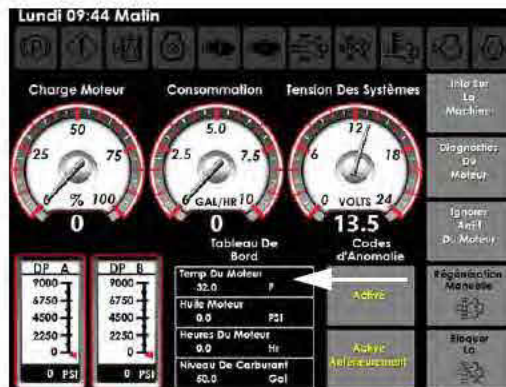 Lundi 09:44 Matin
Charge Moteur
Consommation
Tension Des Systèmes
50
25
75
0
%
100
0
5.0
2.5
7.5
GAL/HR
10
0
12
6
18
0
VOLTS
24
13.5
Info Sur
La
Machine
Diagnostics
Du
Moteur
Ignorer
Arrêt
Du Moteur
Régénération
Manuelle
Bloquer
La
Tableau De
Bord
Codes
d'Anomalie
Temp Du Moteur
32.0 F
Huile Moteur
0.0 PSI
Heures Du Moteur
0.0 Hr
Niveau De Carburant
50.0 Gal
Active
Active
Antérieurement
DP A
9000
6750
4500
2250
0
0 PSI
DP B
9000
6750
4500
2250
0
0 PSI